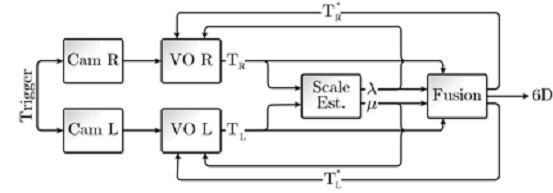 T*R
Cam R
VO R
TR
Trigger
Scale
Est.
λ
μ
Fusion
6D
Cam L
VO L
TL
T*L